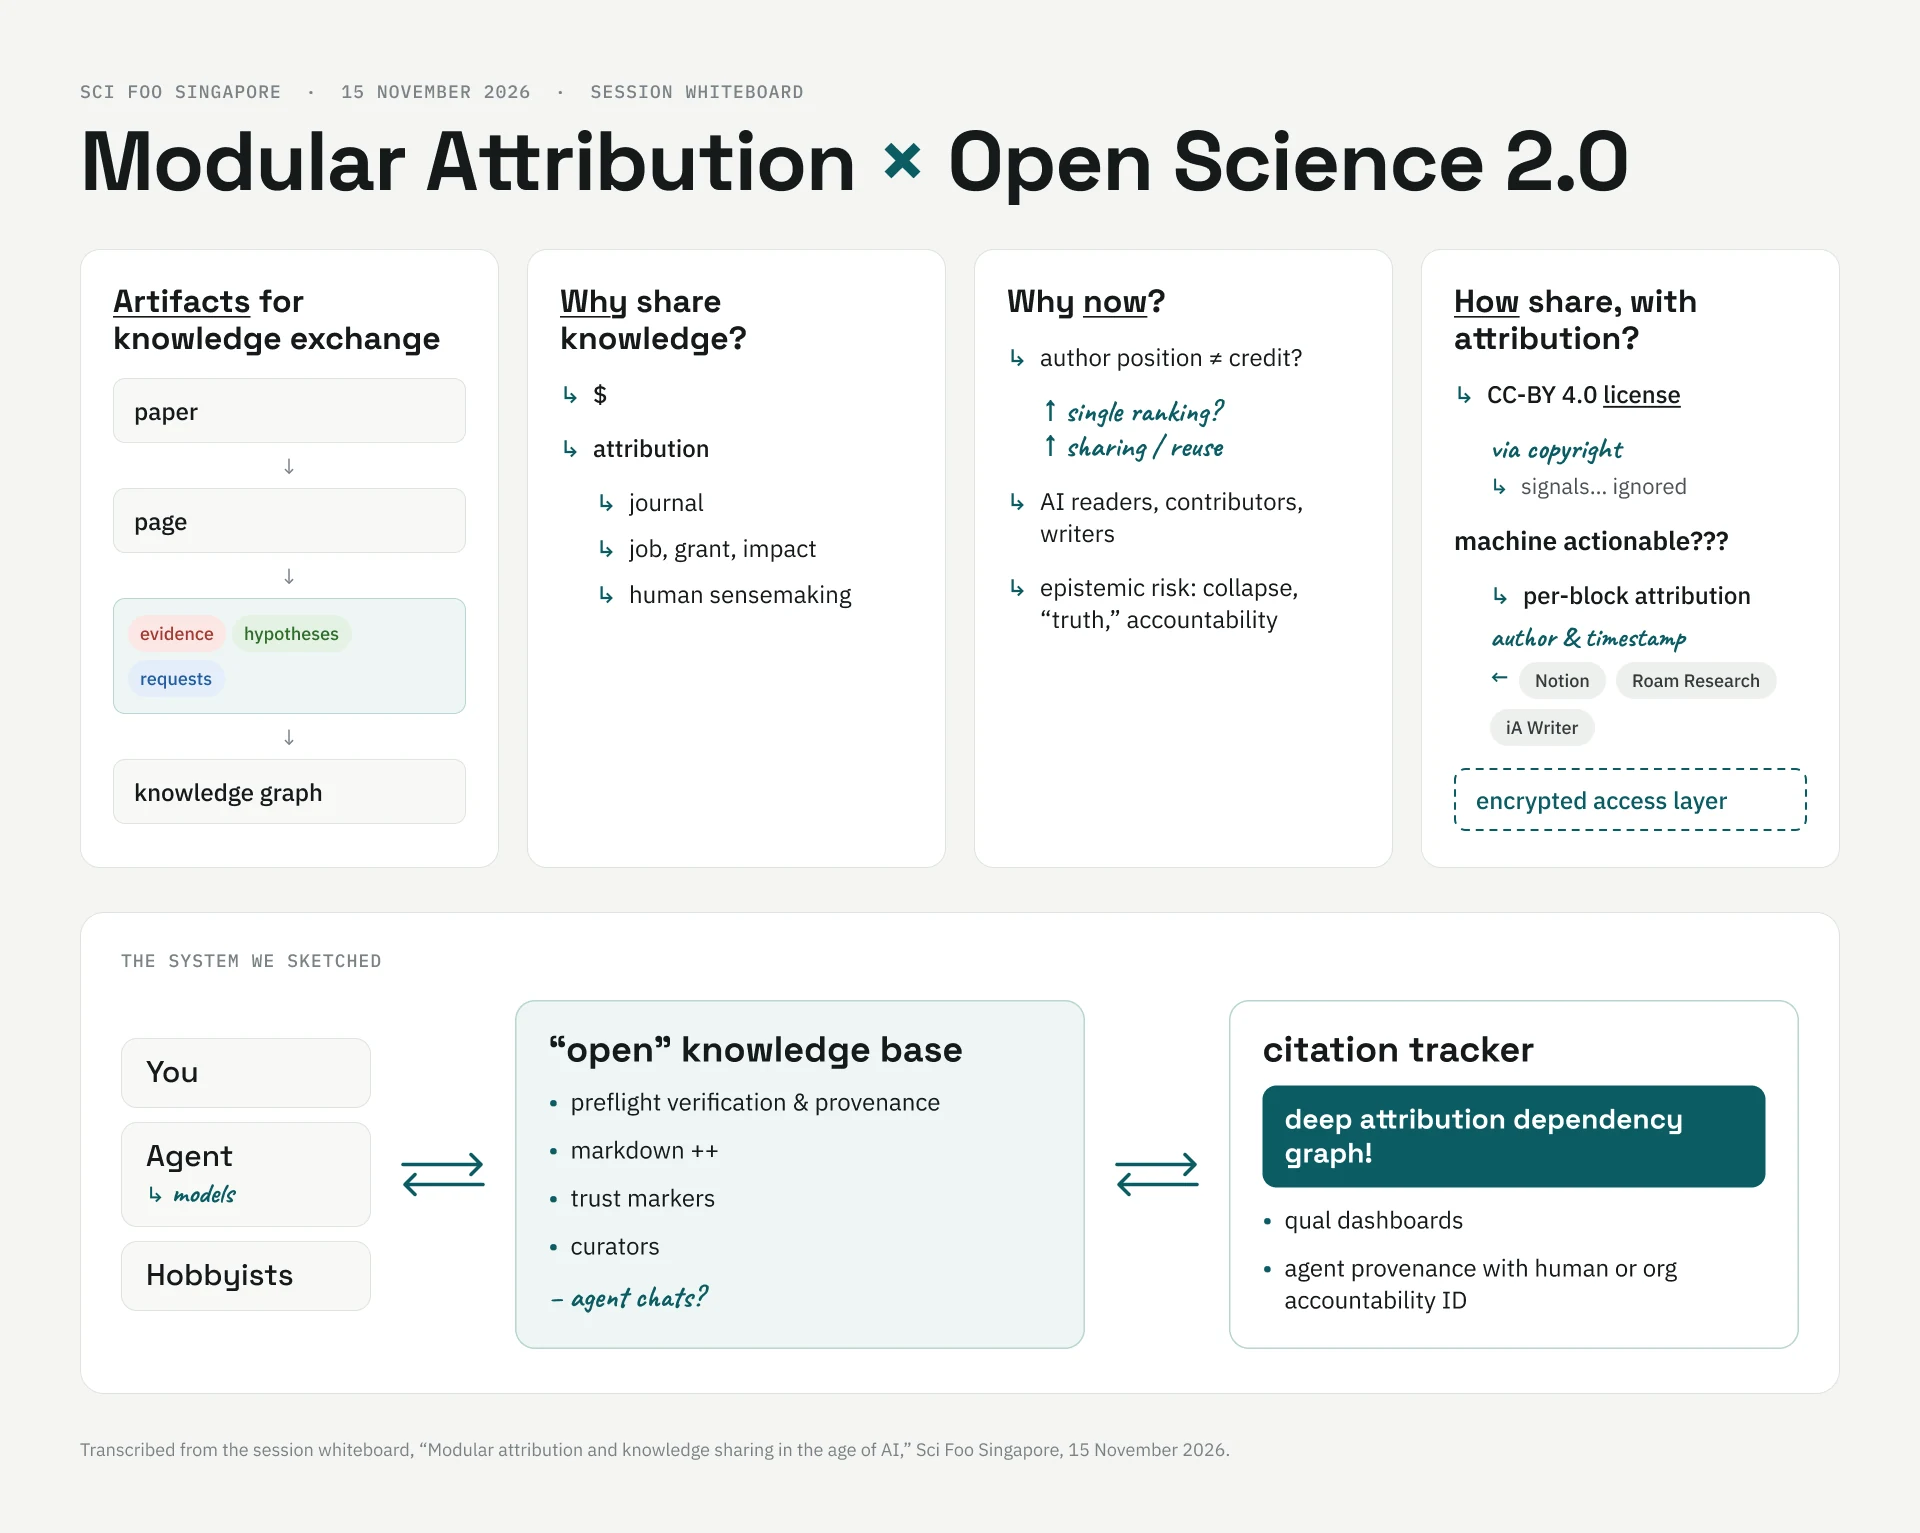 SCI FOO SINGAPORE · 15 NOVEMBER 2026 · SESSION WHITEBOARD
Modular Attribution × Open Science 2.0
Artifacts for
knowledge exchange
paper
↓
page
↓
evidence hypotheses
requests
↓
knowledge graph
Why share
knowledge?
↳ $
↳ attribution
↳ journal
↳ job, grant, impact
↳ human sensemaking
Why now?
↳ author position ≠ credit?
↑ single ranking?
↑ sharing / reuse
↳ AI readers, contributors,
writers
↳ epistemic risk: collapse,
“truth,” accountability
How share, with
attribution?
↳ CC-BY 4.0 license
via copyright
↳ signals... ignored
machine actionable???
↳ per-block attribution
author & timestamp
← Notion Roam Research
iA Writer
encrypted access layer
THE SYSTEM WE SKETCHED
You
Agent
↳ models
Hobbyists
“open” knowledge base
• preflight verification & provenance
• markdown ++
• trust markers
• curators
– agent chats?
citation tracker
deep attribution dependency
graph!
• qual dashboards
• agent provenance with human or org
accountability ID
Transcribed from the session whiteboard, “Modular attribution and knowledge sharing in the age of AI,” Sci Foo Singapore, 15 November 2026.